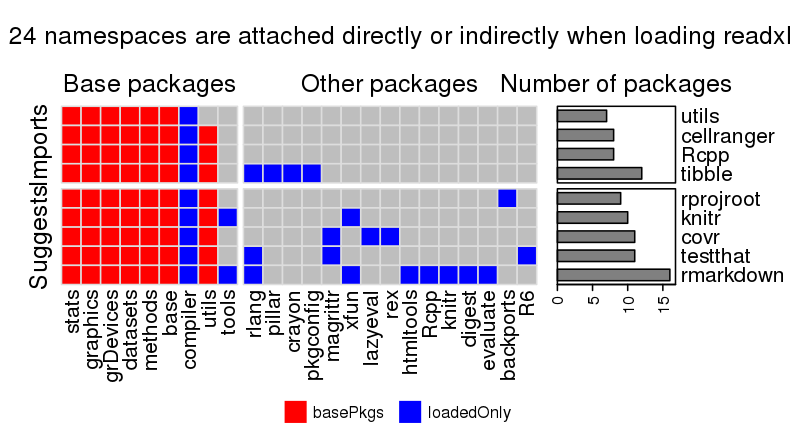 24 namespaces are attached directly or indirectly when loading readxl
Base packages
Other packages
Number of packages
Imports
Suggests
utils
cellranger
Rcpp
tibble
rprojroot
knitr
covr
testthat
rmarkdown
stats
graphics
grDevices
datasets
methods
base
compiler
utils
tools
rlang
pillar
crayon
pkgconfig
magrittr
xfun
lazyeval
rex
htmltools
Rcpp
knitr
digest
evaluate
backports
R6
0
5
10
15
basePkgs
loadedOnly